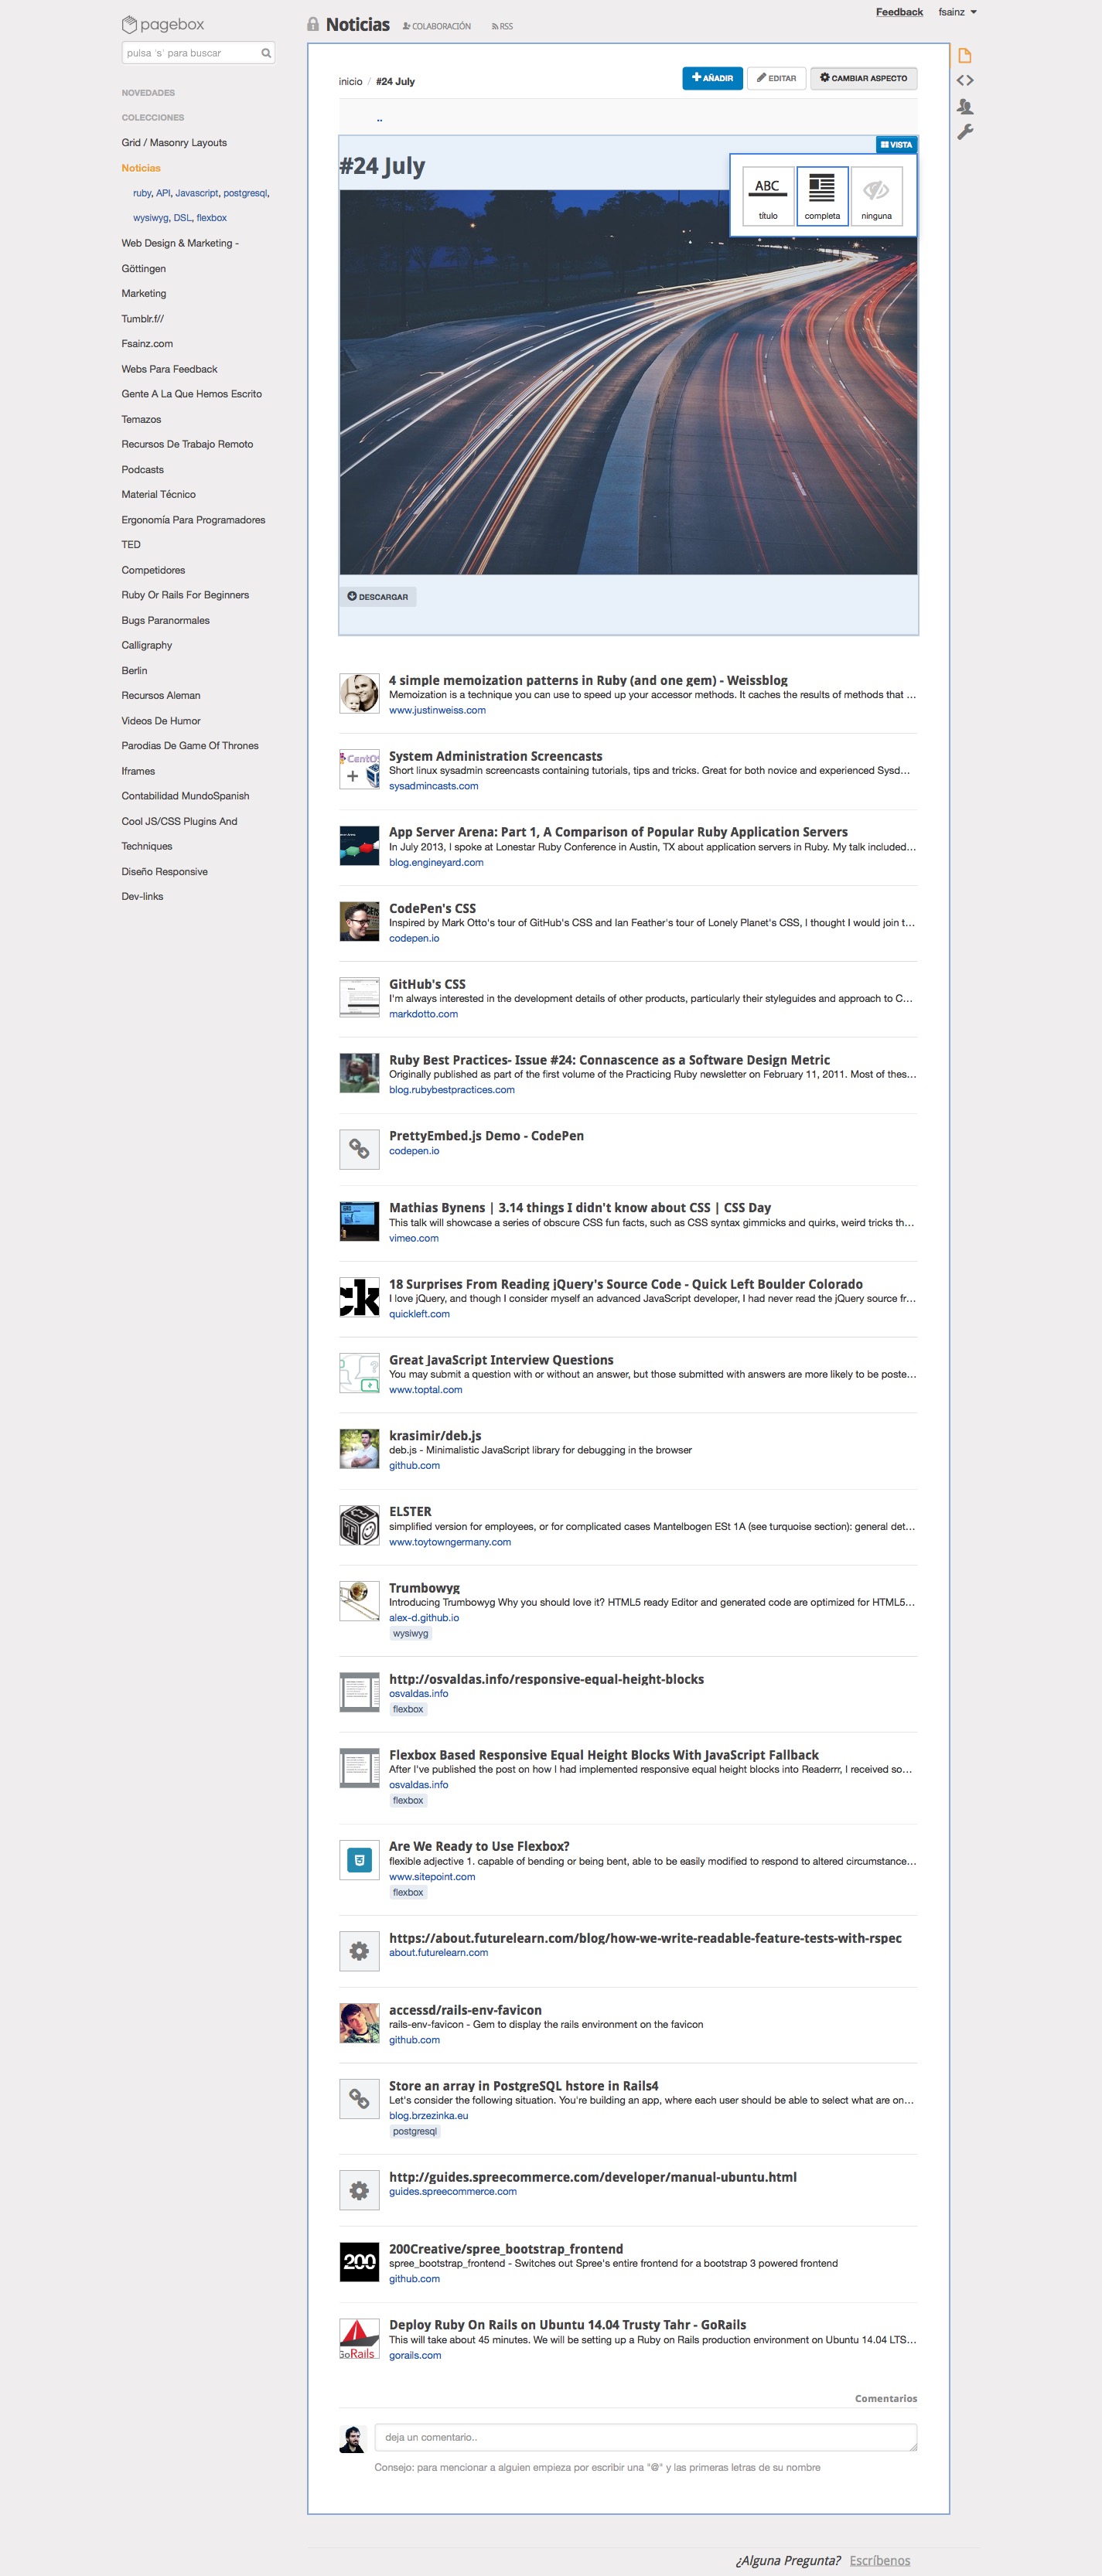 pagebox
pulsa 's' para buscar
NOVEDADES
COLECCIONES
Grid / Masonry Layouts
Noticias
ruby, API, Javascript, postgresql,
wysiwyg, DSL, flexbox
Web Design & Marketing -
Göttingen
Marketing
Tumblr.f//
Fsainz.com
Webs Para Feedback
Gente A La Que Hemos Escrito
Temazos
Recursos De Trabajo Remoto
Podcasts
Material Técnico
Ergonomía Para Programadores
TED
Competidores
Ruby Or Rails For Beginners
Bugs Paranormales
Calligraphy
Berlin
Recursos Aleman
Videos De Humor
Parodias De Game Of Thrones
Iframes
Contabilidad MundoSpanish
Cool JS/CSS Plugins And
Techniques
Diseño Responsive
Dev-links
Feedback fsainz
Noticias COLABORACIÓN RSS
inicio / #24 July
AÑADIR EDITAR CAMBIAR ASPECTO
..
VISTA
#24 July
ABC
título completa ninguna
DESCARGAR
4 simple memoization patterns in Ruby (and one gem) - Weissblog
Memoization is a technique you can use to speed up your accessor methods. It caches the results of methods that ...
www.justinweiss.com
CentOS
System Administration Screencasts
Short linux sysadmin screencasts containing tutorials, tips and tricks. Great for both novice and experienced Sysd...
sysadmincasts.com
App Server Arena: Part 1, A Comparison of Popular Ruby Application Servers
In July 2013, I spoke at Lonestar Ruby Conference in Austin, TX about application servers in Ruby. My talk included...
blog.engineyard.com
CodePen's CSS
Inspired by Mark Otto's tour of GitHub's CSS and Ian Feather's tour of Lonely Planet's CSS, I thought I would join t...
codepen.io
GitHub's CSS
I'm always interested in the development details of other products, particularly their styleguides and approach to C...
markdotto.com
Ruby Best Practices- Issue #24: Connascence as a Software Design Metric
Originally published as part of the first volume of the Practicing Ruby newsletter on February 11, 2011. Most of thes...
blog.rubybestpractices.com
PrettyEmbed.js Demo - CodePen
codepen.io
Mathias Bynens | 3.14 things I didn't know about CSS | CSS Day
This talk will showcase a series of obscure CSS fun facts, such as CSS syntax gimmicks and quirks, weird tricks th...
vimeo.com
ck
18 Surprises From Reading jQuery's Source Code - Quick Left Boulder Colorado
I love jQuery, and though I consider myself an advanced JavaScript developer, I had never read the jQuery source fr...
quickleft.com
Great JavaScript Interview Questions
You may submit a question with or without an answer, but those submitted with answers are more likely to be poste...
www.toptal.com
krasimir/deb.js
deb.js - Minimalistic JavaScript library for debugging in the browser
github.com
ELSTER
simplified version for employees, or for complicated cases Mantelbogen ESt 1A (see turquoise section): general det...
www.toytowngermany.com
Trumbowyg
Introducing Trumbowyg Why you should love it? HTML5 ready Editor and generated code are optimized for HTML5...
alex-d.github.io
wysiwyg
http://osvaldas.info/responsive-equal-height-blocks
osvaldas.info
flexbox
Flexbox Based Responsive Equal Height Blocks With JavaScript Fallback
After I've published the post on how I had implemented responsive equal height blocks into Readerrr, I received so...
osvaldas.info
flexbox
Are We Ready to Use Flexbox?
flexible adjective 1. capable of bending or being bent, able to be easily modified to respond to altered circumstance...
www.sitepoint.com
flexbox
https://about.futurelearn.com/blog/how-we-write-readable-feature-tests-with-rspec
about.futurelearn.com
accessd/rails-env-favicon
rails-env-favicon - Gem to display the rails environment on the favicon
github.com
Store an array in PostgreSQL hstore in Rails4
Let's consider the following situation. You're building an app, where each user should be able to select what are on...
blog.brzezinka.eu
postgresql
http://guides.spreecommerce.com/developer/manual-ubuntu.html
guides.spreecommerce.com
200
200Creative/spree_bootstrap_frontend
spree_bootstrap_frontend - Switches out Spree's entire frontend for a bootstrap 3 powered frontend
github.com
GoRails
Deploy Ruby On Rails on Ubuntu 14.04 Trusty Tahr - GoRails
This will take about 45 minutes. We will be setting up a Ruby on Rails production environment on Ubuntu 14.04 LTS...
gorails.com
Comentarios
deja un comentario..
Consejo: para mencionar a alguien empieza por escribir una "@" y las primeras letras de su nombre
¿Alguna Pregunta? Escríbenos